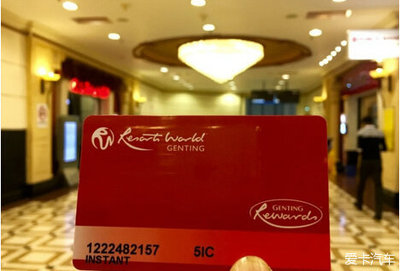 Resorts World
GENTING
GENTING
Rewards
1222482157 5IC
INSTANT
爱卡汽车